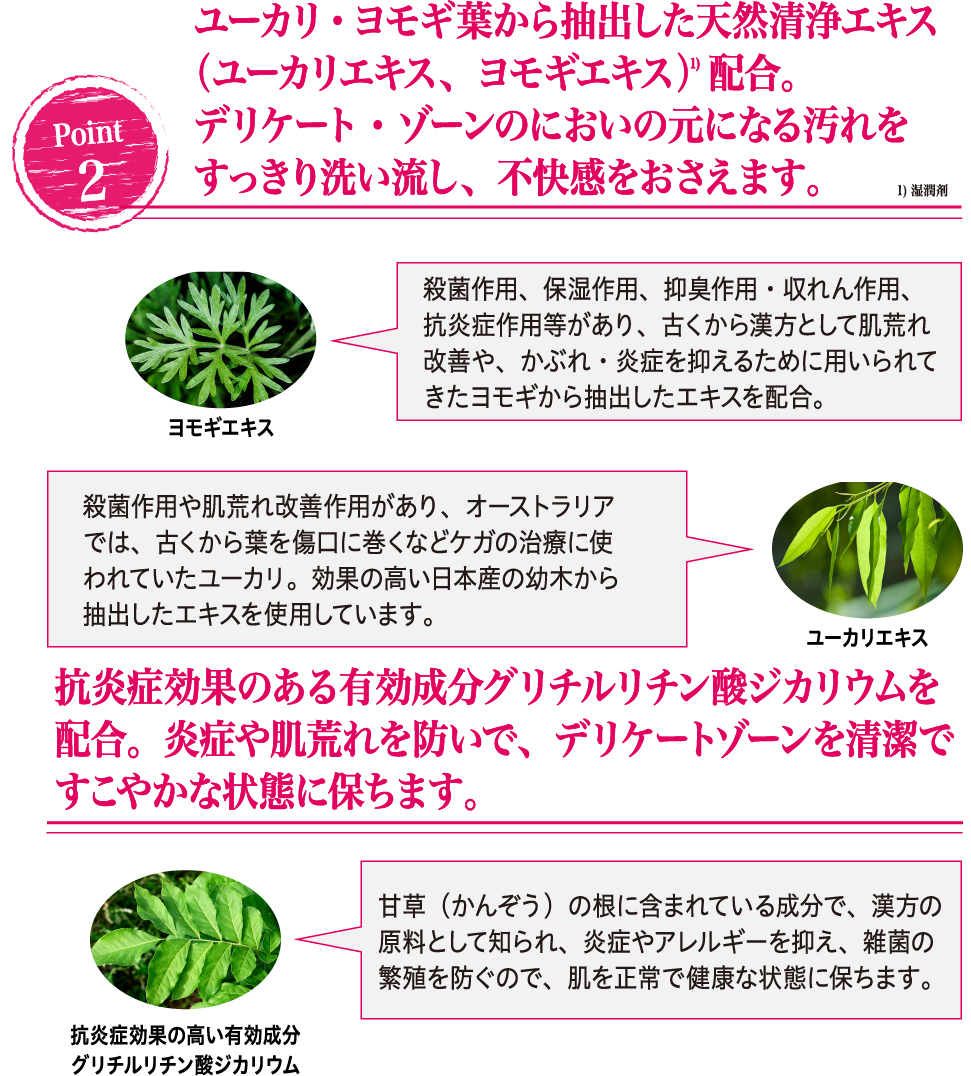 ユーカリ・ヨモギ葉から抽出した天然清浄エキス
（ユーカリエキス、ヨモギエキス）1) 配合。
デリケート・ゾーンのにおいの元になる汚れを
すっきり洗い流し、不快感をおさえます。
1) 湿潤剤
Point
2
殺菌作用、保湿作用、抑臭作用・収れん作用、
抗炎症作用等があり、古くから漢方として肌荒れ
改善や、かぶれ・炎症を抑えるために用いられて
きたヨモギから抽出したエキスを配合。
ヨモギエキス
殺菌作用や肌荒れ改善作用があり、オーストラリア
では、古くから葉を傷口に巻くなどケガの治療に使
われていたユーカリ。効果の高い日本産の幼木から
抽出したエキスを使用しています。
ユーカリエキス
抗炎症効果のある有効成分グリチルリチン酸ジカリウムを
配合。炎症や肌荒れを防いで、デリケートゾーンを清潔で
すこやかな状態に保ちます。
甘草（かんぞう）の根に含まれている成分で、漢方の
原料として知られ、炎症やアレルギーを抑え、雑菌の
繁殖を防ぐので、肌を正常で健康な状態に保ちます。
抗炎症効果の高い有効成分
グリチルリチン酸ジカリウム